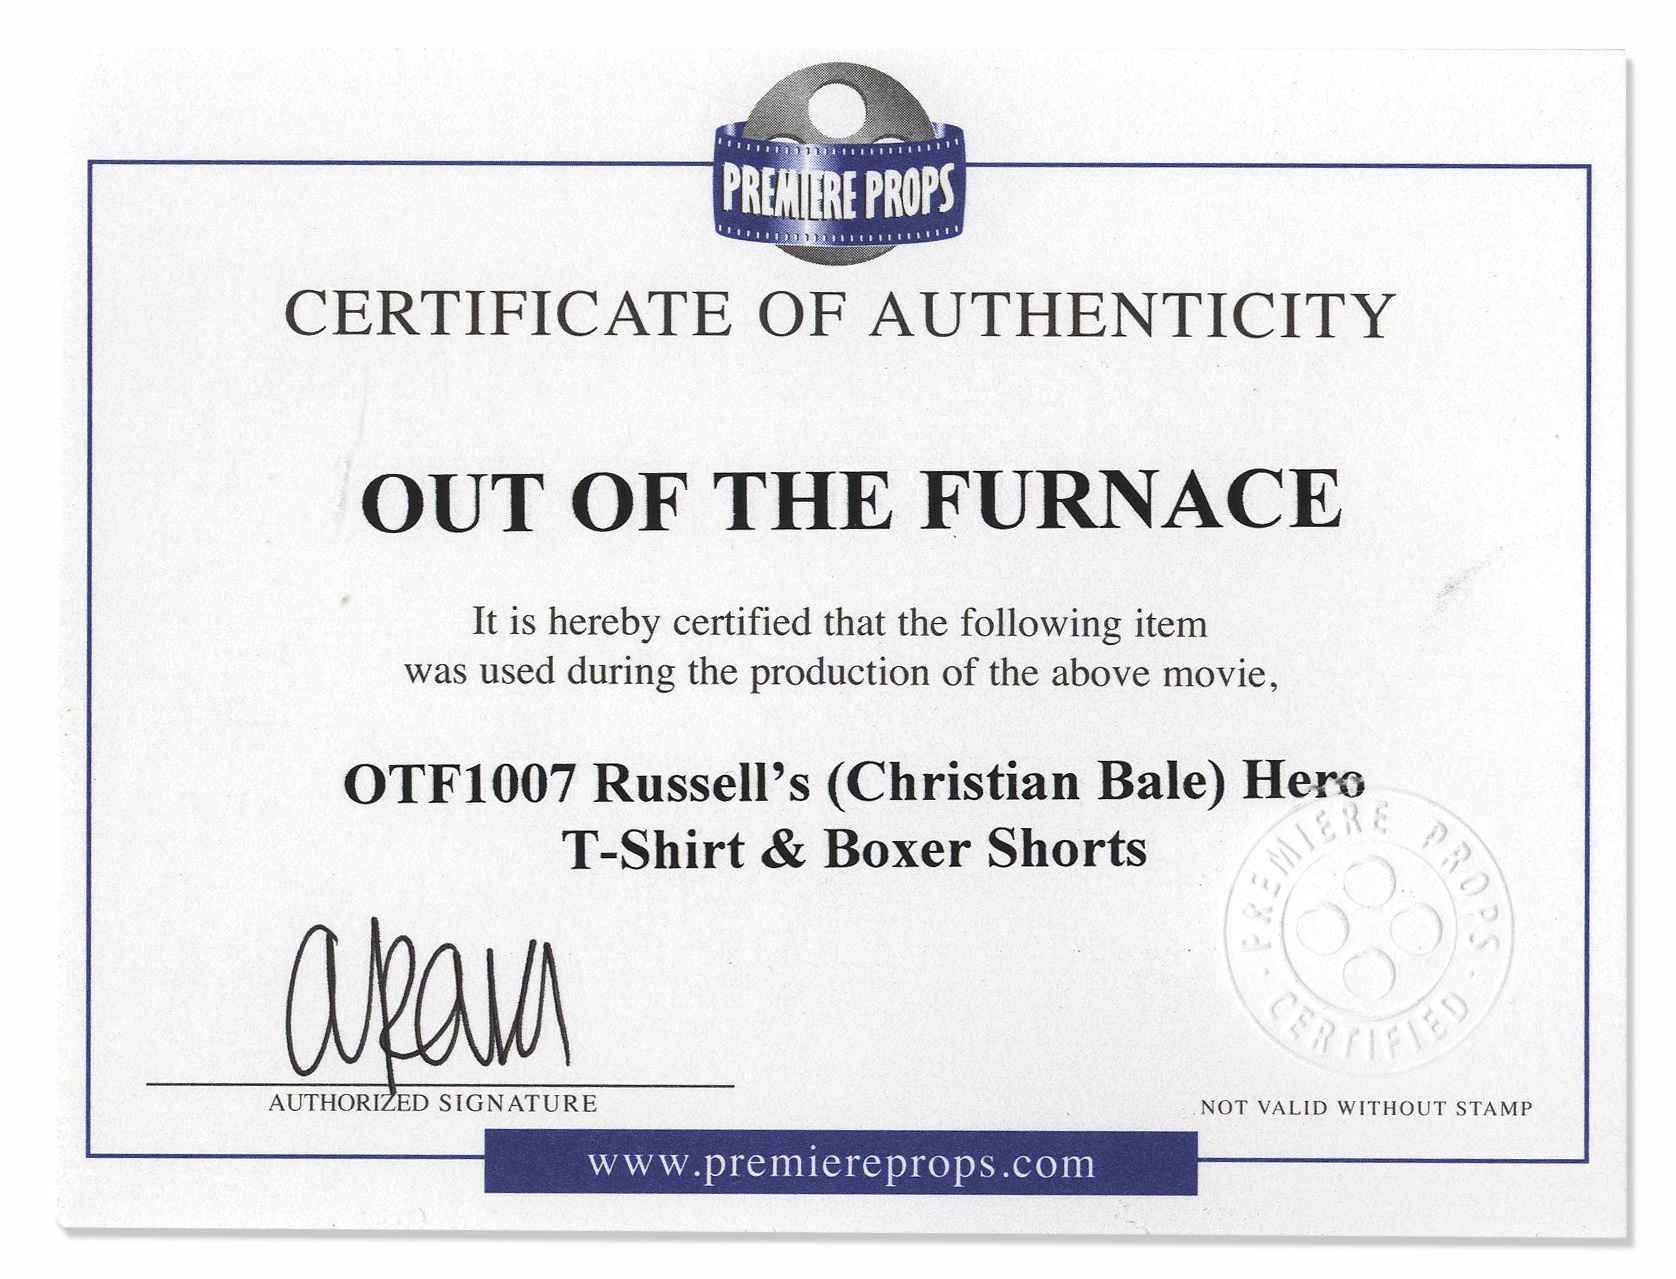 PREMIERE PROPS
CERTIFICATE OF AUTHENTICITY
OUT OF THE FURNACE
It is hereby certified that the following item
was used during the production of the above movie,
OTF1007 Russell's (Christian Bale) Hero
T-Shirt & Boxer Shorts
PREMIERE PROPS
CERTIFIED
AUTHORIZED SIGNATURE
NOT VALID WITHOUT STAMP
www.premiereprops.com